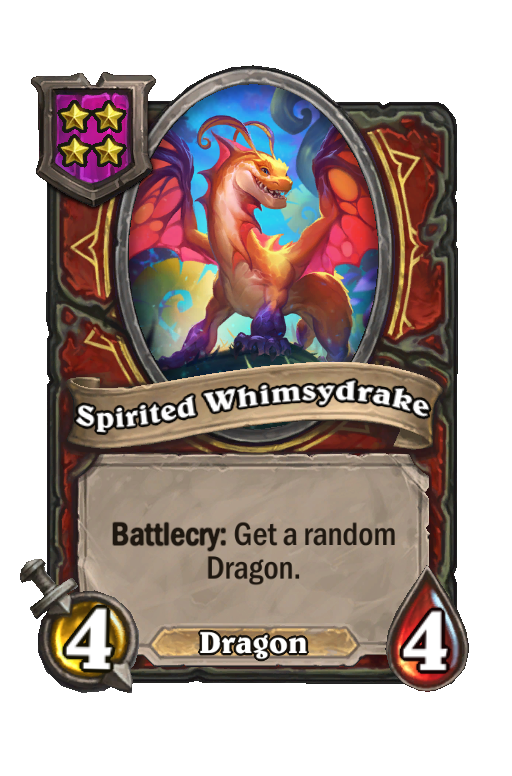 Spirited Whimsydrake
Battlecry: Get a random
Dragon.
4
Dragon
4